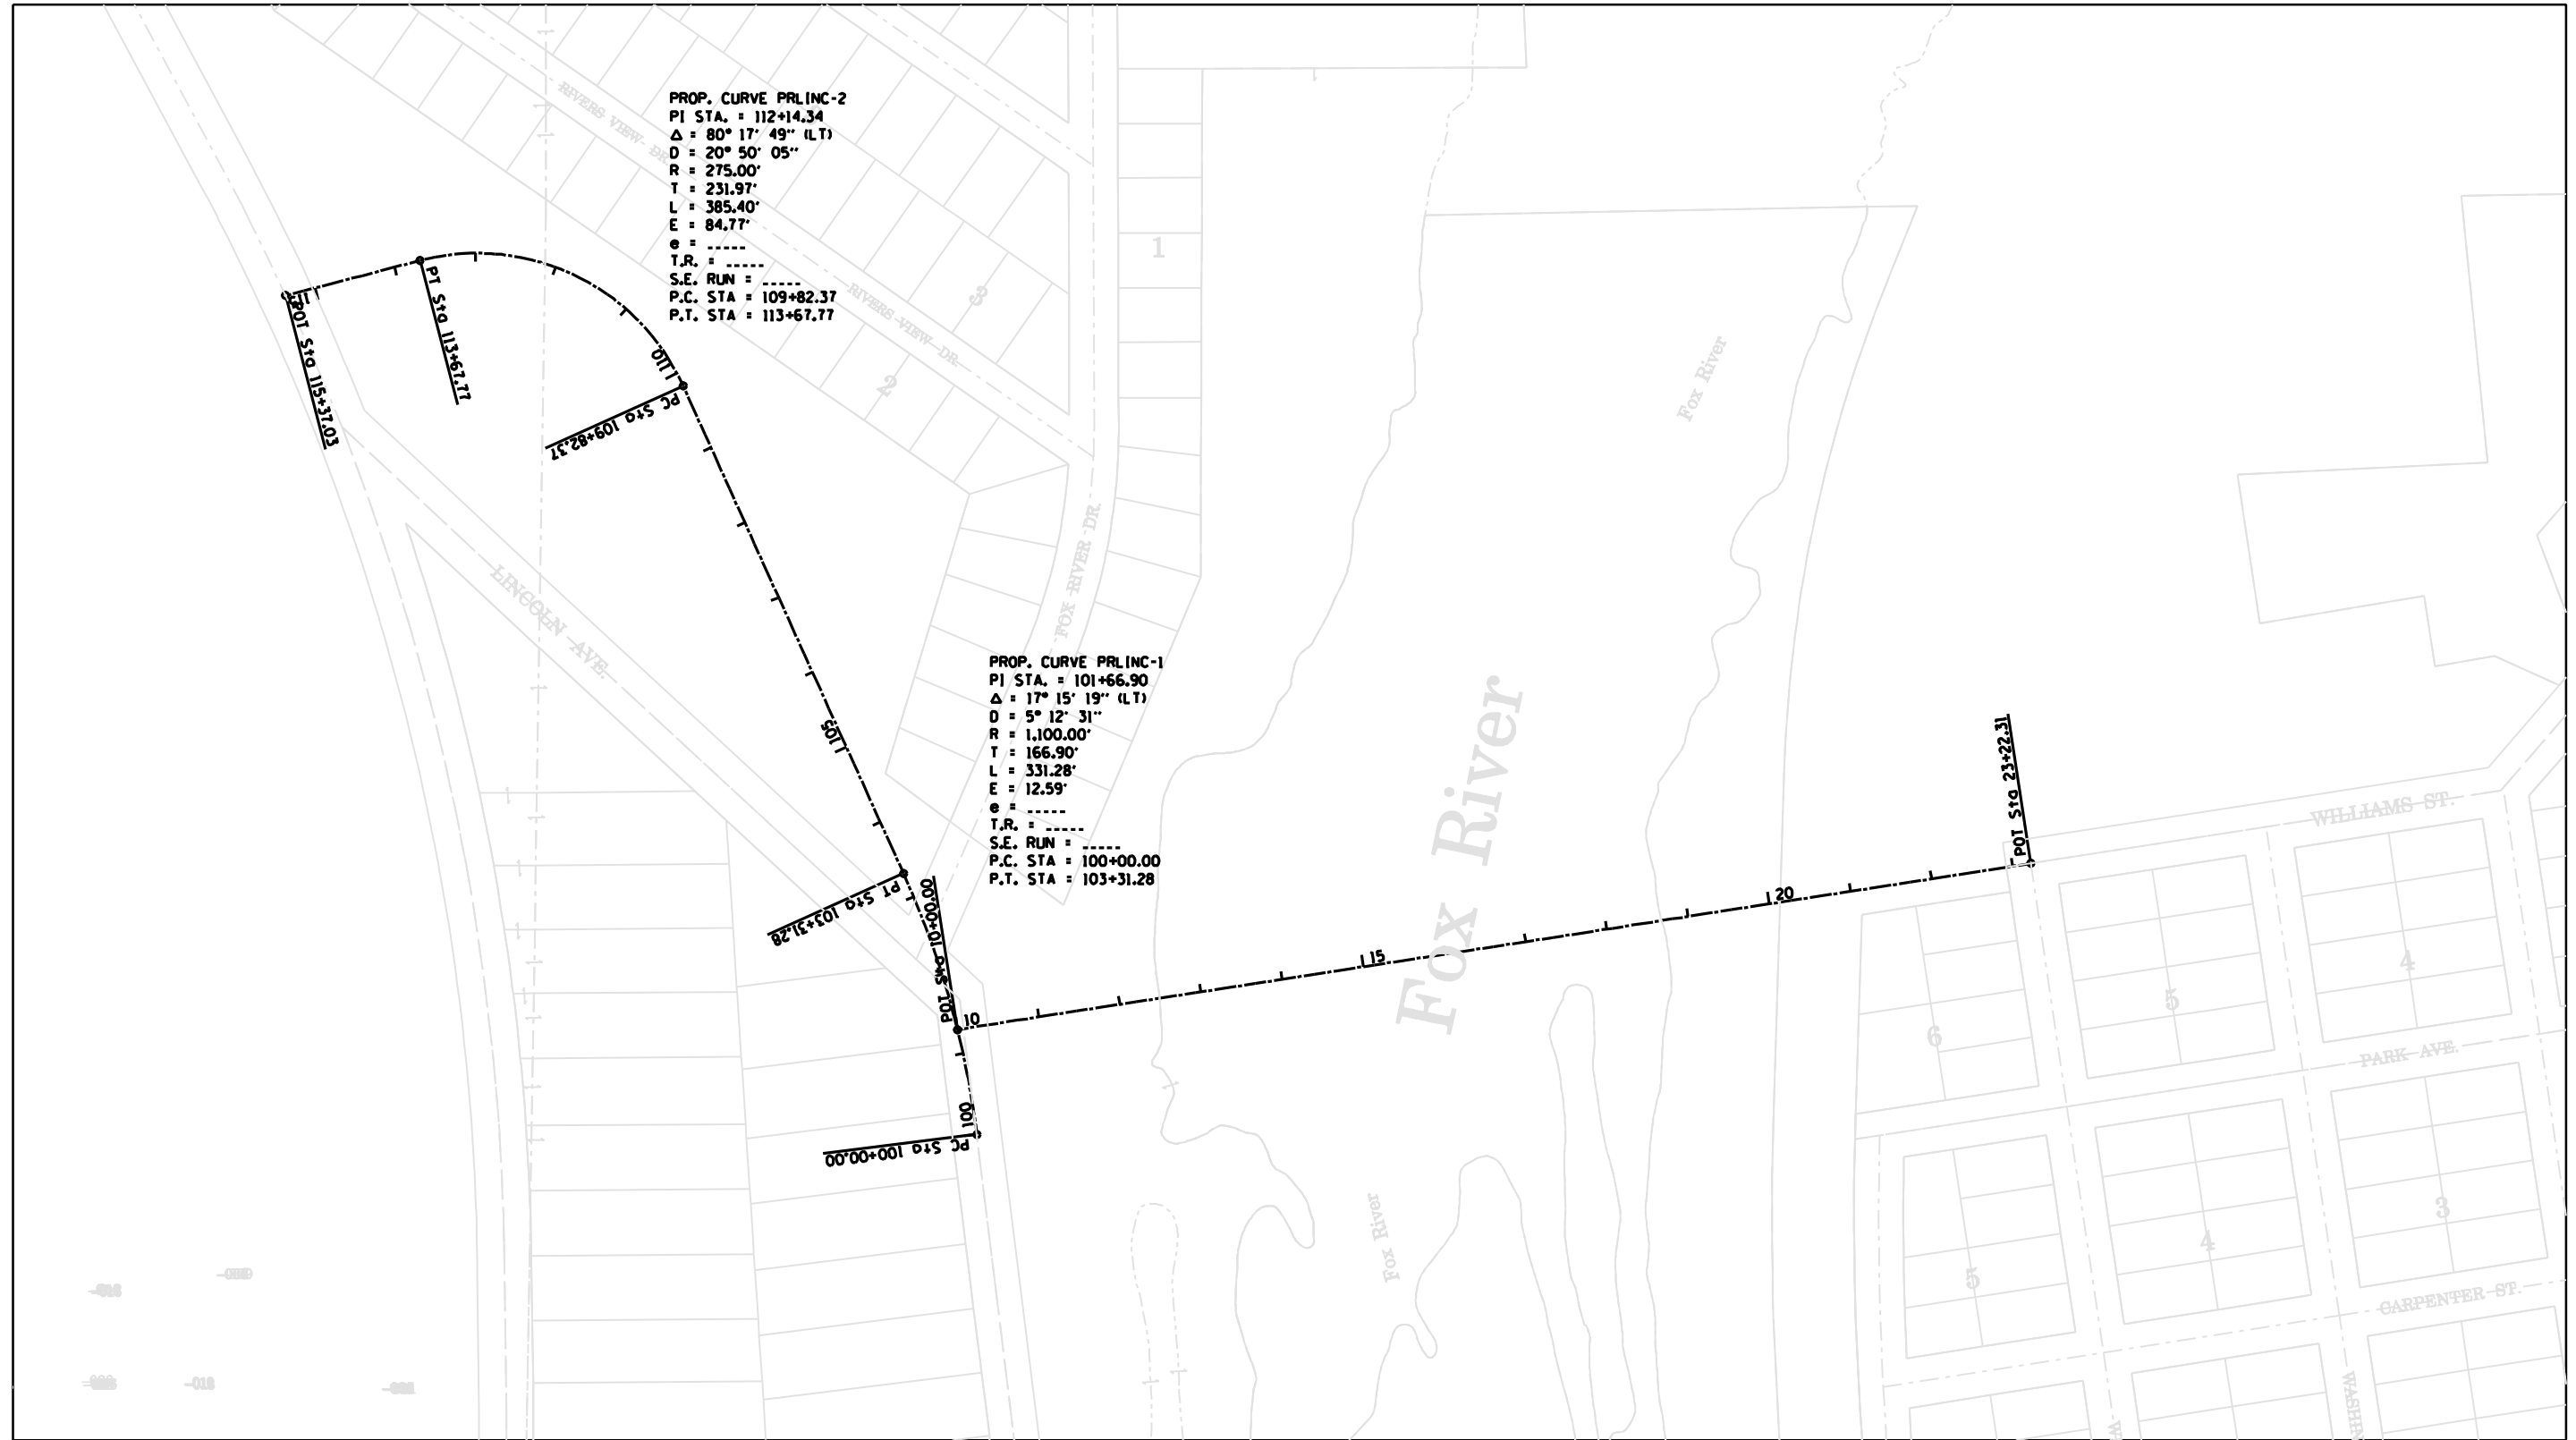 PROP. CURVE PRLINC-2
PI STA. = 112+14.34
Δ = 80° 17' 49" (LT)
D = 20° 50' 05"
R = 275.00'
T = 231.97'
L = 385.40'
E = 84.77'
e = -----
T.R. = -----
S.E. RUN = -----
P.C. STA = 109+82.37
P.T. STA = 113+67.77
RIVERS VIEW DR.
RIVERS VIEW DR.
1
3
2
POT Sta 115+37.03
PT Sta 113+67.77
110
PC Sta 109+82.37
Fox River
FOX RIVER DR.
LINCOLN AVE.
PROP. CURVE PRLINC-1
PI STA. = 101+66.90
Δ = 17° 15' 19" (LT)
D = 5° 12' 31"
R = 1,100.00'
T = 166.90'
L = 331.28'
E = 12.59'
e = -----
T.R. = -----
S.E. RUN = -----
P.C. STA = 100+00.00
P.T. STA = 103+31.28
105
Fox River
POT Sta 23+22.31
WILLIAMS ST.
PT Sta 103+31.28
POT Sta 10+00.00
10
15
20
4
5
6
PARK AVE.
100
PC Sta 100+00.00
Fox River
3
4
5
CARPENTER ST.
-018